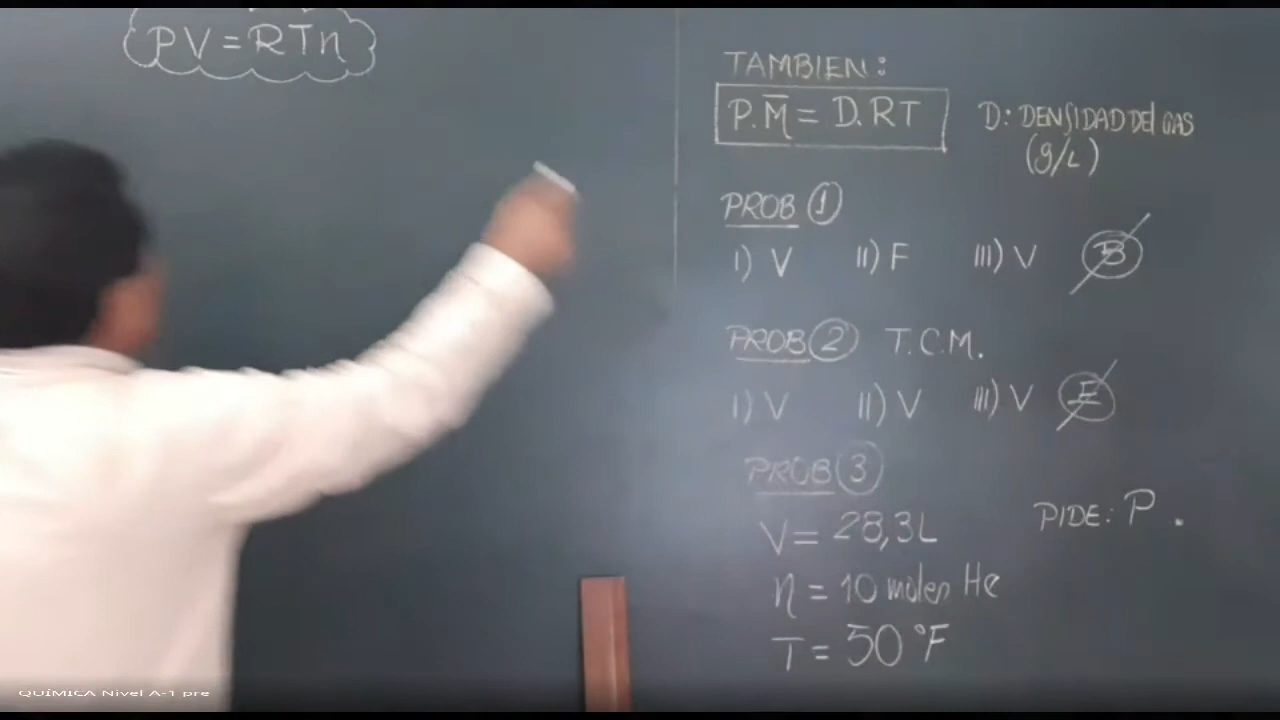 PV = RTn
TAMBIEN:
P.M̅ = D.RT
D: DENSIDAD DEL GAS
(g/L)
PROB 1
I) V II) F III) V B
PROB 2 T.C.M.
I) V II) V III) V E
PROB 3
V = 28,3L
PIDE: P.
n = 10 moles He
T = 50 °F
QUÍMICA Nivel A-1 pre